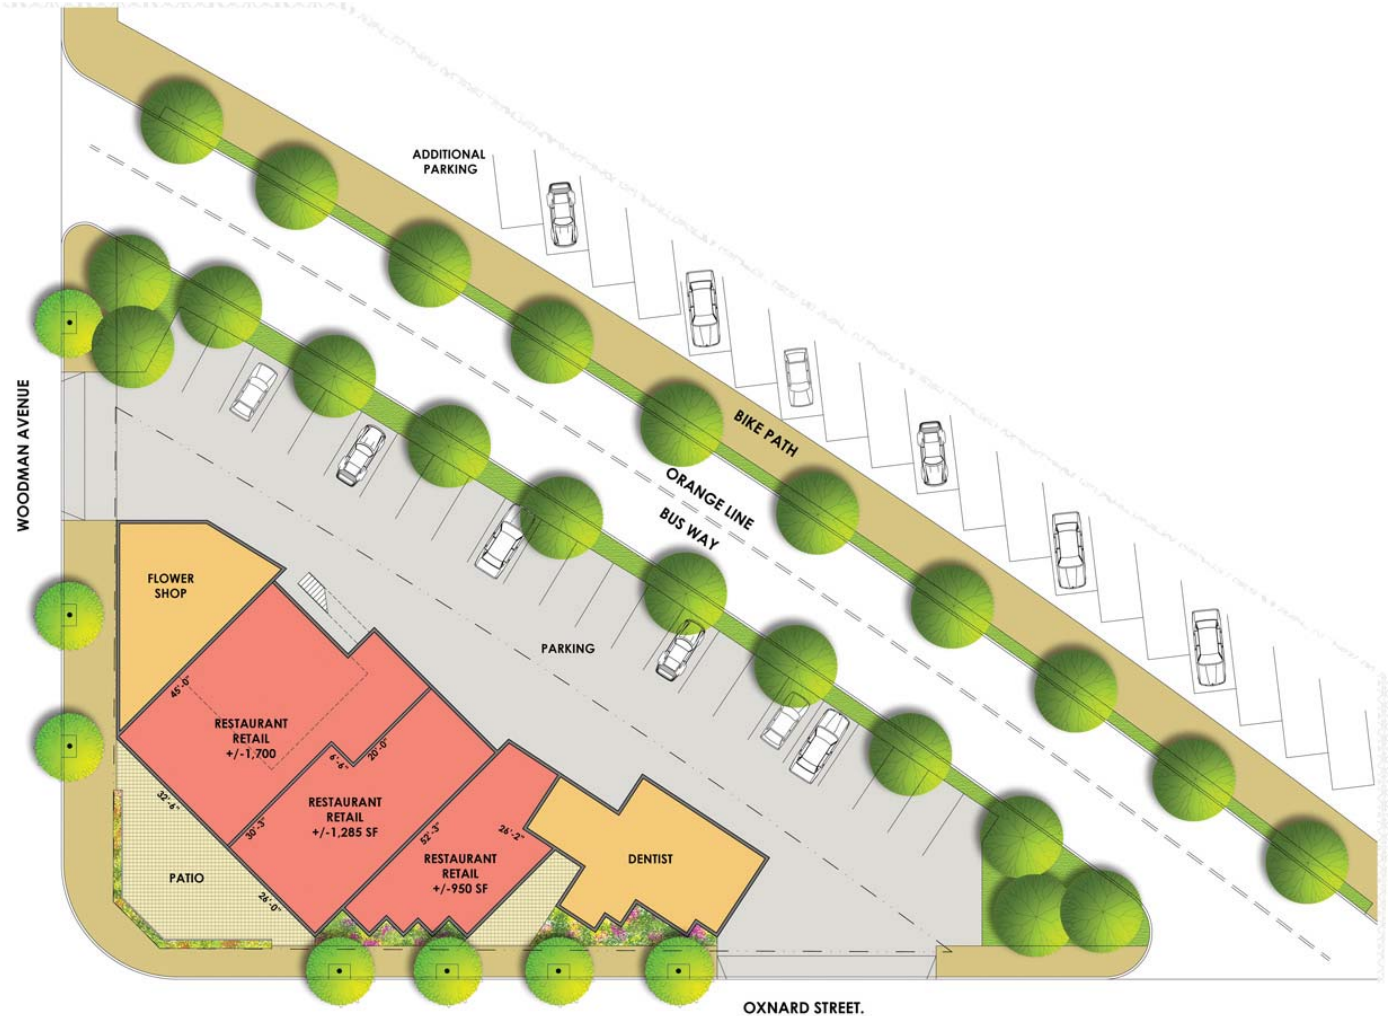 ADDITIONAL
PARKING
BIKE PATH
ORANGE LINE
BUS WAY
WOODMAN AVENUE
FLOWER
SHOP
PARKING
45'-0"
RESTAURANT
RETAIL
+/-1,700
6'-6"
20'-0"
32'-6"
RESTAURANT
RETAIL
+/-1,285 SF
30'-3"
52'-3"
26'-2"
RESTAURANT
RETAIL
+/-950 SF
DENTIST
PATIO
26'-0"
OXNARD STREET.